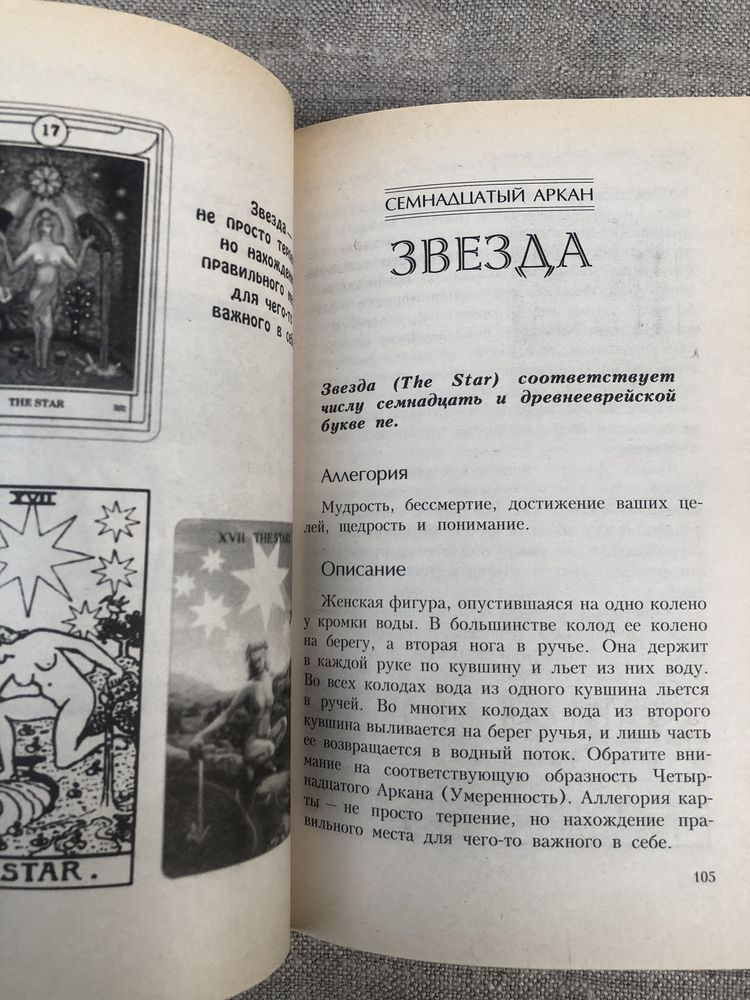 17
THE STAR
Звезда—
не просто
но
правильного
для чего-то
важного в
XVII
STAR.
XVII THE STAR
СЕМНАДЦАТЫЙ АРКАН
ЗВЕЗДА
Звезда (The Star) соответствует
числу семнадцать и древнееврейской
букве пе.
Аллегория
Мудрость, бессмертие, достижение ваших це-
лей, щедрость и понимание.
Описание
Женская фигура, опустившаяся на одно колено
у кромки воды. В большинстве колод ее колено
на берегу, а вторая нога в ручье. Она держит
в каждой руке по кувшину и льет из них воду.
Во всех колодах вода из одного кувшина льется
в ручей. Во многих колодах вода из второго
кувшина выливается на берег ручья, и лишь часть
ее возвращается в водный поток. Обратите вни-
мание на соответствующую образность Четыр-
надцатого Аркана (Умеренность). Аллегория кар-
ты — не просто терпение, но нахождение пра-
вильного места для чего-то важного в себе.
105